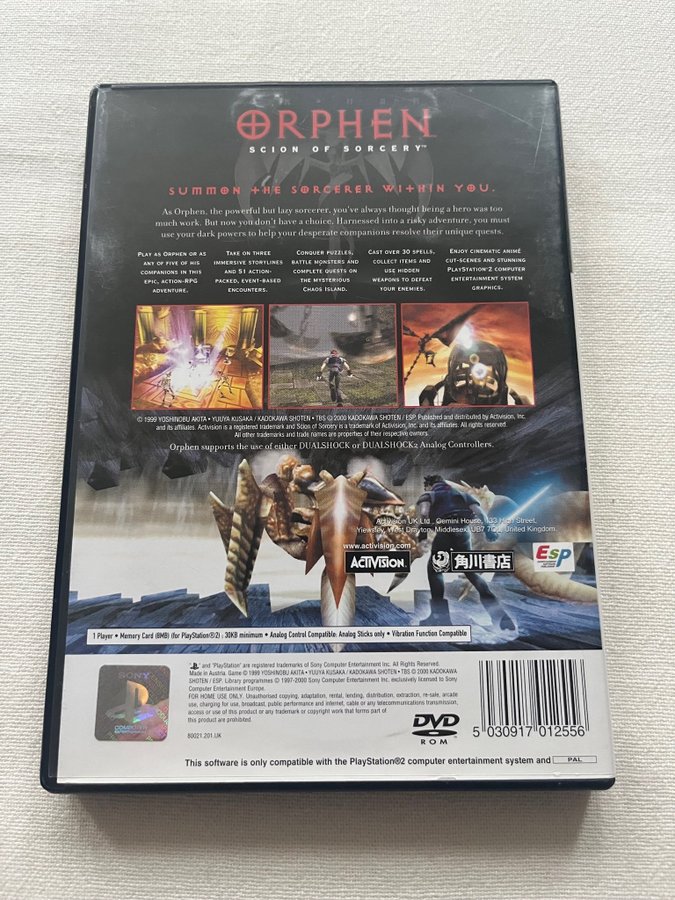 ORPHEN
SCION OF SORCERY™
SUMMON THE SORCERER WITHIN YOU.
As Orphen, the powerful but lazy sorcerer, you've always thought being a hero was too
much work. But now you don't have a choice. Harnessed into a risky adventure, you must
use your dark powers to help your desperate companions resolve their unique quests.
PLAY AS ORPHEN OR AS
ANY OF FIVE OF HIS
COMPANIONS IN THIS
EPIC, ACTION-RPG
ADVENTURE.
TAKE ON THREE
IMMERSIVE STORYLINES
AND 51 ACTION-
PACKED, EVENT-BASED
ENCOUNTERS.
CONQUER PUZZLES,
BATTLE MONSTERS AND
COMPLETE QUESTS ON
THE MYSTERIOUS
CHAOS ISLAND.
CAST OVER 30 SPELLS,
COLLECT ITEMS AND
USE HIDDEN
WEAPONS TO DEFEAT
YOUR ENEMIES.
ENJOY CINEMATIC ANIMÉ
CUT-SCENES AND STUNNING
PLAYSTATION®2 COMPUTER
ENTERTAINMENT SYSTEM
GRAPHICS.
© 1999 YOSHINOBU AKITA • YUUYA KUSAKA / KADOKAWA SHOTEN • TBS © 2000 KADOKAWA SHOTEN / ESP. Published and distributed by Activision, Inc.
and its affiliates. Activision is a registered trademark and Scion of Sorcery is a trademark of Activision, Inc. and its affiliates. All rights reserved.
All other trademarks and trade names are properties of their respective owners.
Orphen supports the use of either DUALSHOCK or DUALSHOCK2 Analog Controllers.
Activision UK Ltd., Gemini House, 133 High Street,
Yiewsley, West Drayton, Middlesex UB7 7QL, United Kingdom.
www.activision.com
ACTIVISION
角川書店
ESP
1 Player • Memory Card (8MB) (for PlayStation®2) : 30KB minimum • Analog Control Compatible: Analog Sticks only • Vibration Function Compatible
SONY
COMPUTER
" and "PlayStation" are registered trademarks of Sony Computer Entertainment Inc. All Rights Reserved.
Made in Austria. Game © 1999 YOSHINOBU AKITA • YUUYA KUSAKA / KADOKAWA SHOTEN • TBS © 2000 KADOKAWA
SHOTEN / ESP. Library programmes © 1997-2000 Sony Computer Entertainment Inc. exclusively licensed to Sony
Computer Entertainment Europe.
FOR HOME USE ONLY. Unauthorised copying, adaptation, rental, lending, distribution, extraction, re-sale, arcade
use, charging for use, broadcast, public performance and internet, cable or any telecommunications transmission,
access or use of this product or any trademark or copyright work that forms part of
this product are prohibited.
80021.201.UK
DVD
ROM
5 030917 012556
This software is only compatible with the PlayStation®2 computer entertainment system and PAL